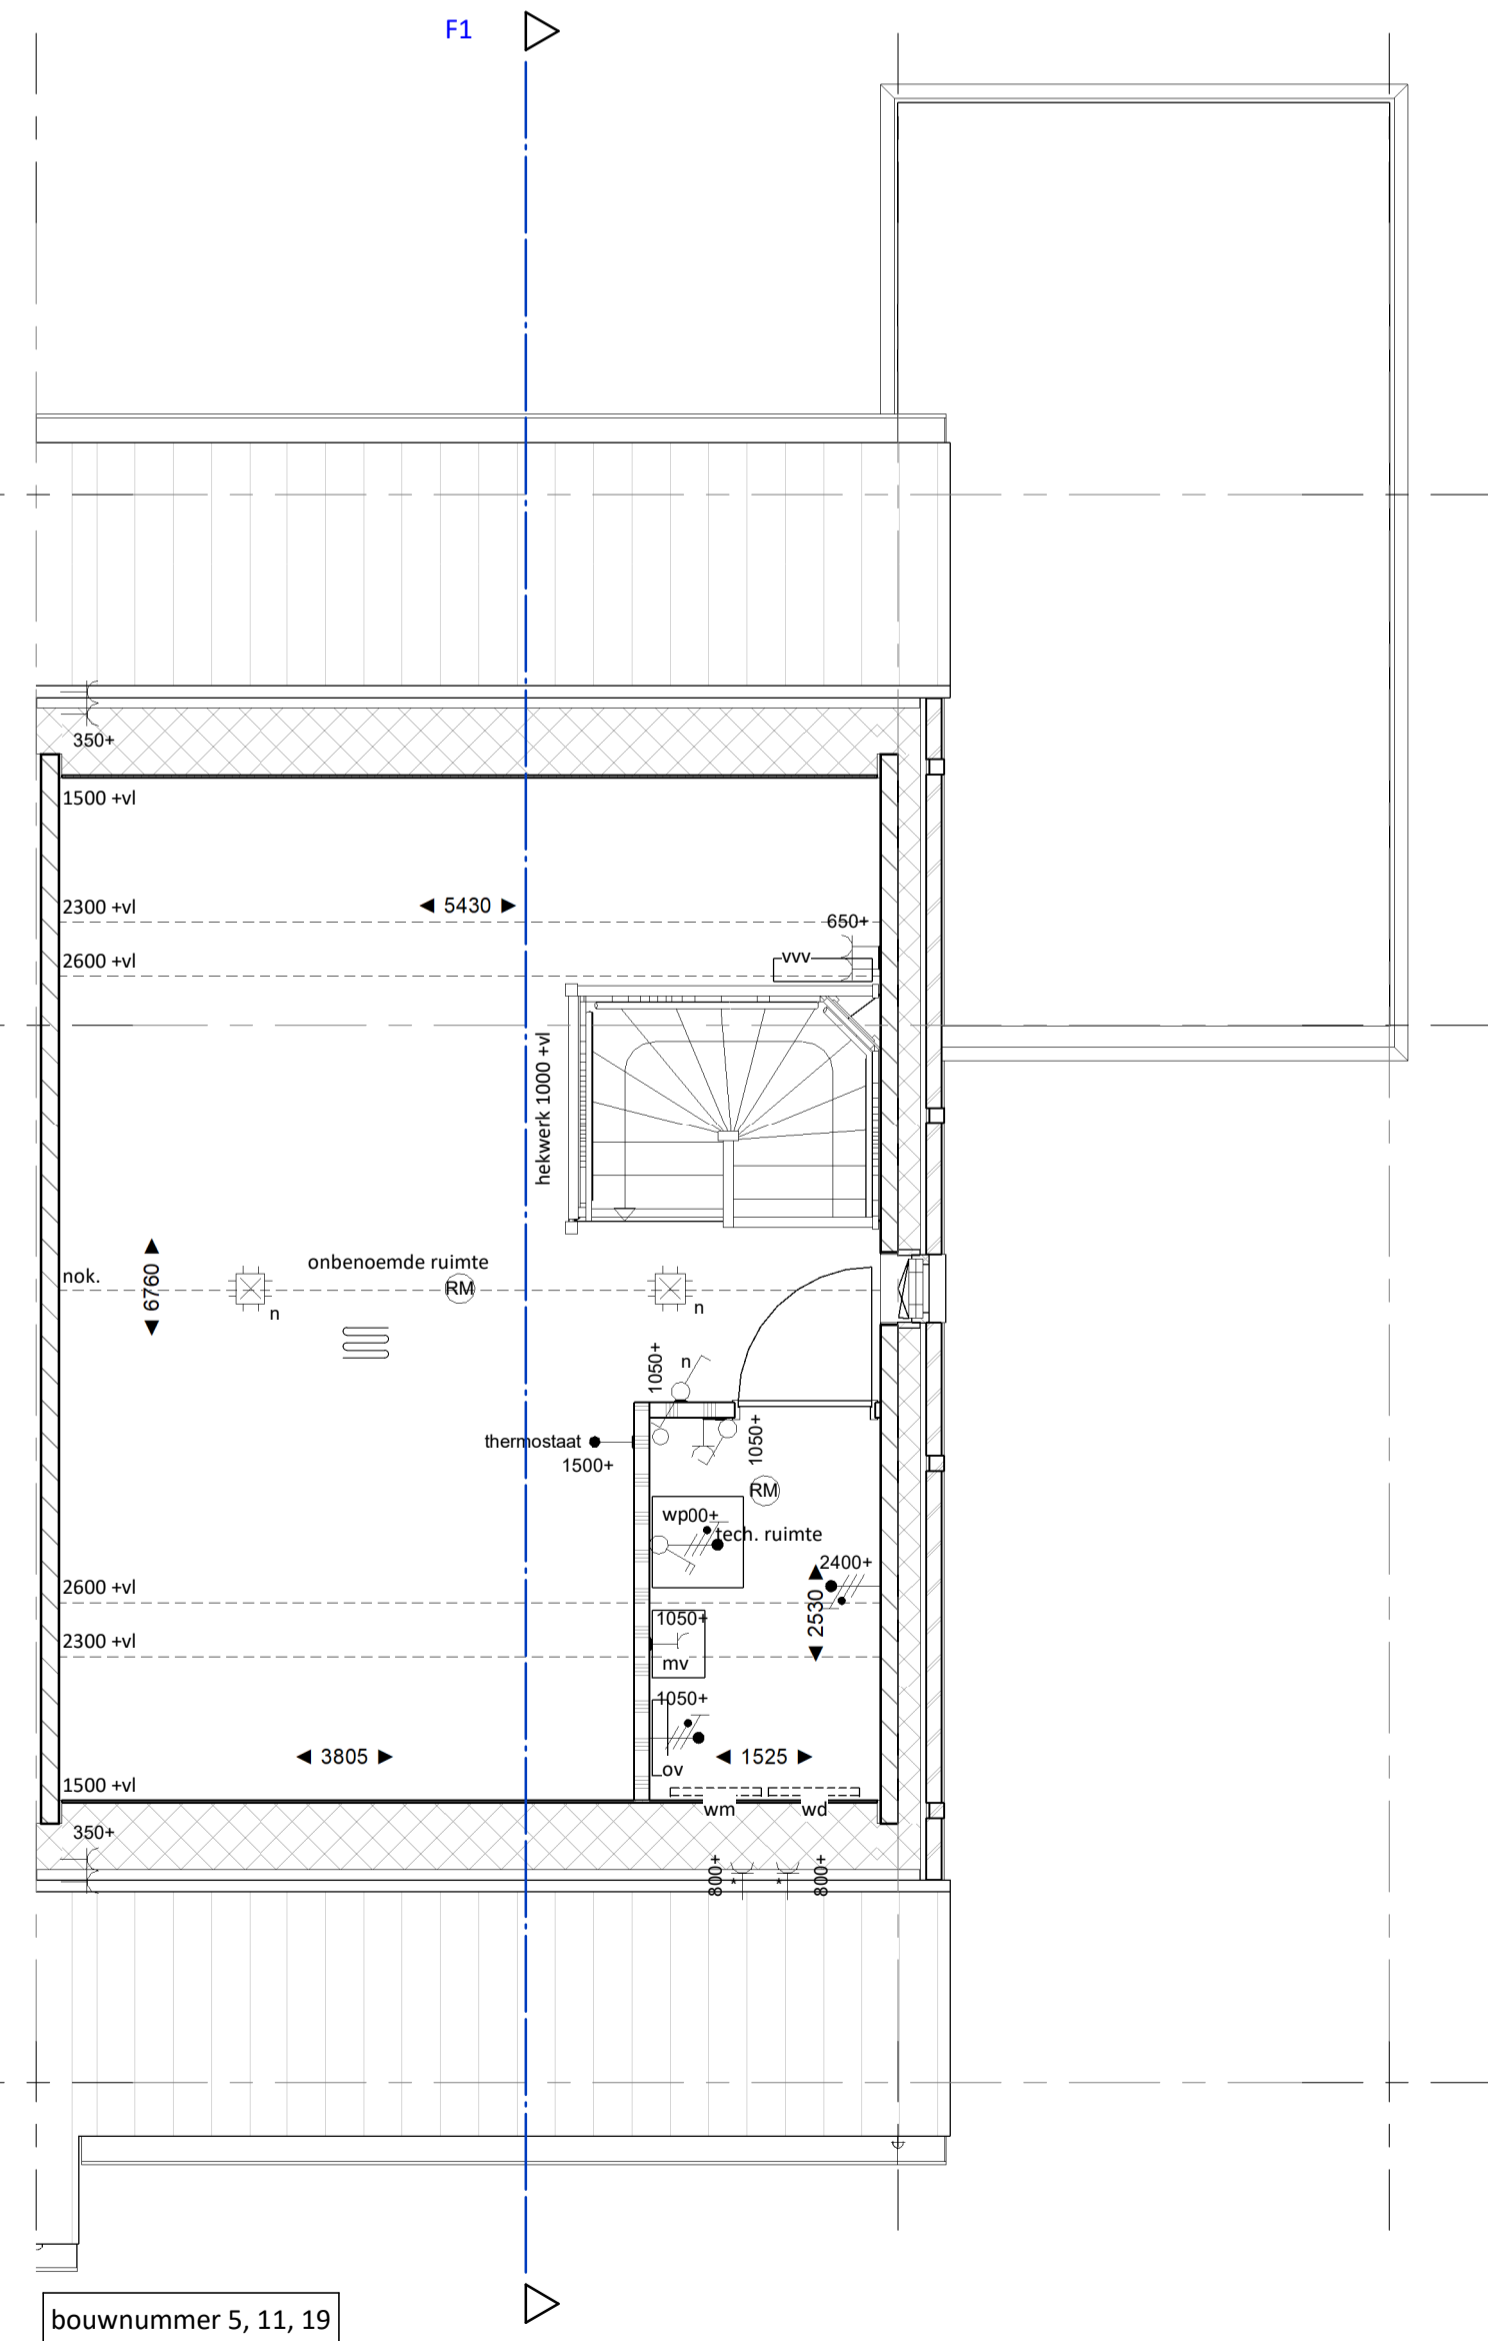 F1
350+
1500 +vl
2300 +vl
5430
650+
2600 +vl
vvv
hekwerk 1000 +vl
onbenoemde ruimte
nok.
6760
RM
n
n
1050+
n
thermostaat
1500+
1050+
RM
wp00+
tech. ruimte
2400+
2530
2600 +vl
1050+
2300 +vl
mv
1050+
3805
1525
ov
1500 +vl
wm
wd
350+
800+
*
*
800+
bouwnummer 5, 11, 19